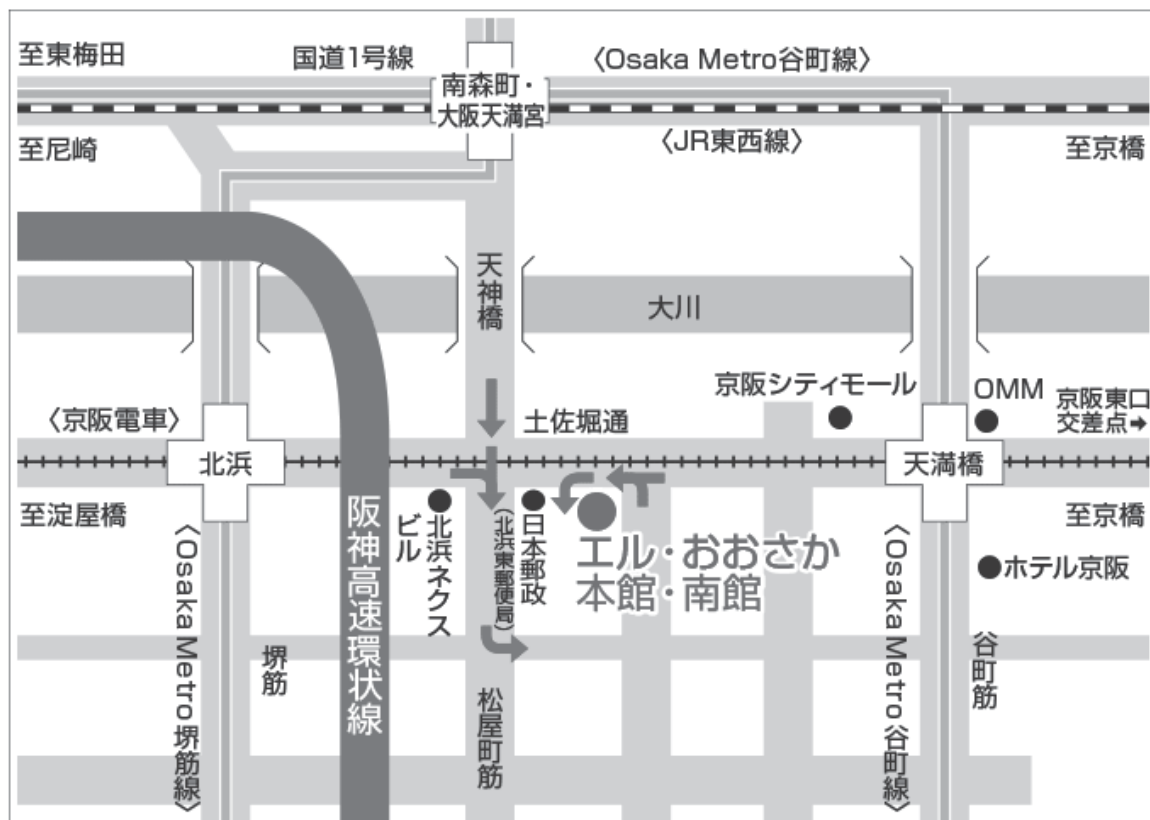 至東梅田
国道1号線
南森町・
大阪天満宮
〈Osaka Metro谷町線〉
至尼崎
〈JR東西線〉
至京橋
天神橋
大川
京阪シティモール
OMM
京阪東口
交差点→
〈京阪電車〉
土佐堀通
北浜
天満橋
至淀屋橋
至京橋
北浜ネクス
ビル
(北浜東郵便局)
日本郵政
エル・おおさか
本館・南館
ホテル京阪
阪神高速環状線
〈Osaka Metro堺筋線〉
堺筋
松屋町筋
〈Osaka Metro谷町線〉
谷町筋